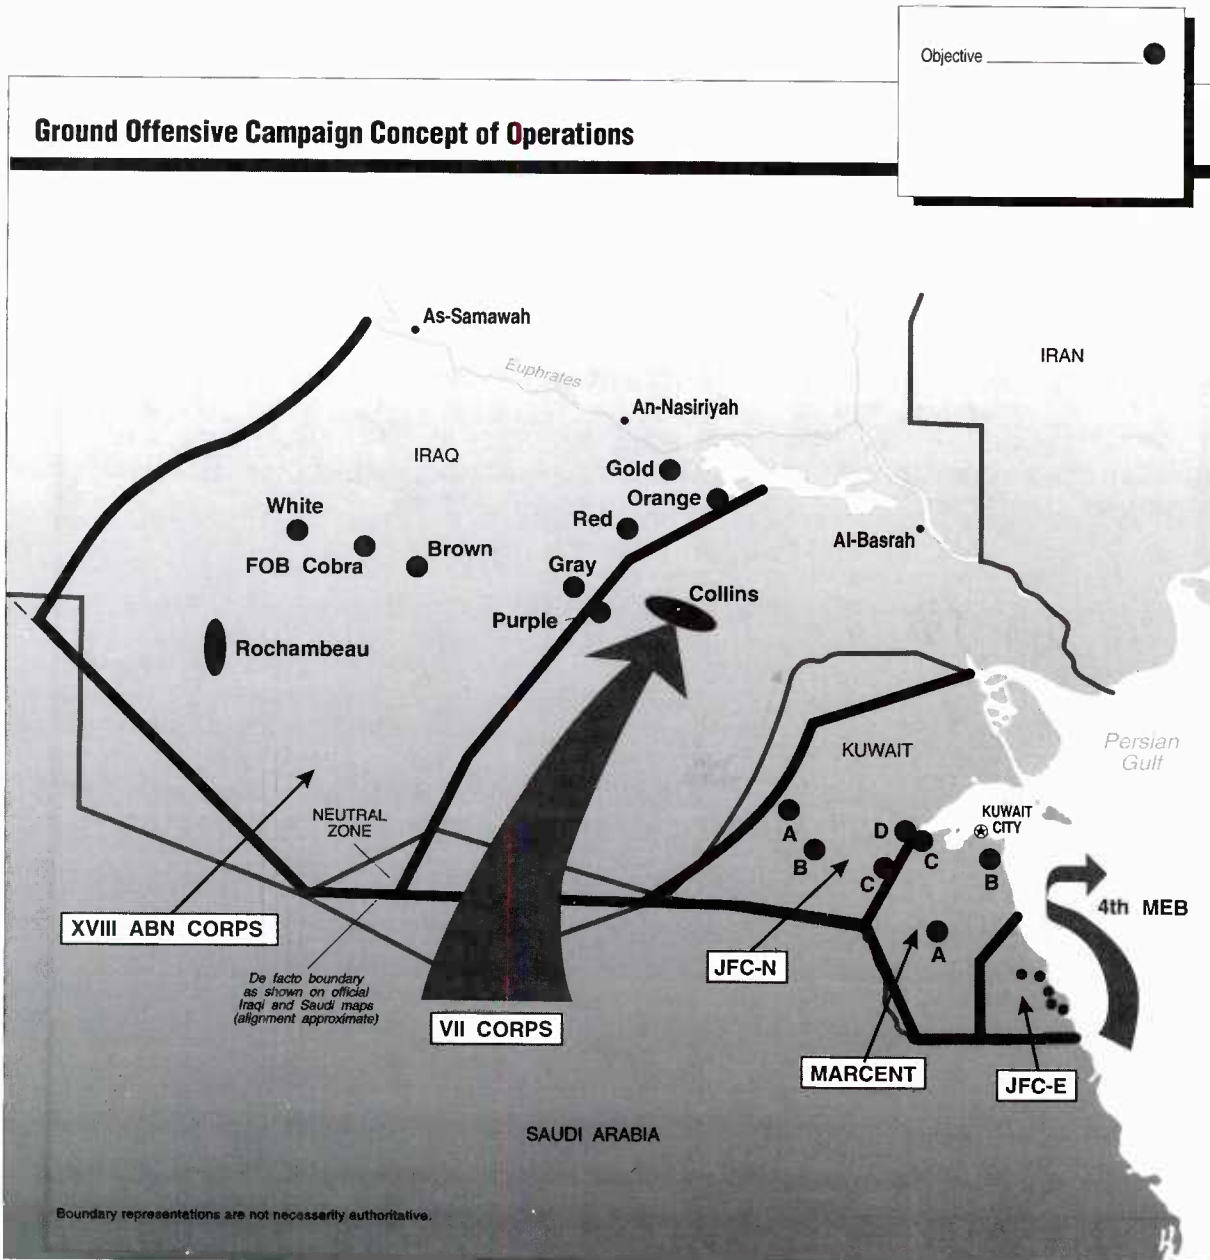 Objective
Ground Offensive Campaign Concept of Operations
As-Samawah
Euphrates
IRAN
An-Nasiriyah
IRAQ
Gold
Orange
White
Red
Al-Basrah
FOB Cobra
Brown
Gray
Collins
Purple
Rochambeau
Persian
Gulf
KUWAIT
NEUTRAL
ZONE
KUWAIT
CITY
A
D
B
C
C
B
4th MEB
XVIII ABN CORPS
A
JFC-N
De facto boundary
as shown on official
Iraqi and Saudi maps
(alignment approximate)
VII CORPS
MARCENT
JFC-E
SAUDI ARABIA
Boundary representations are not necessarily authoritative.